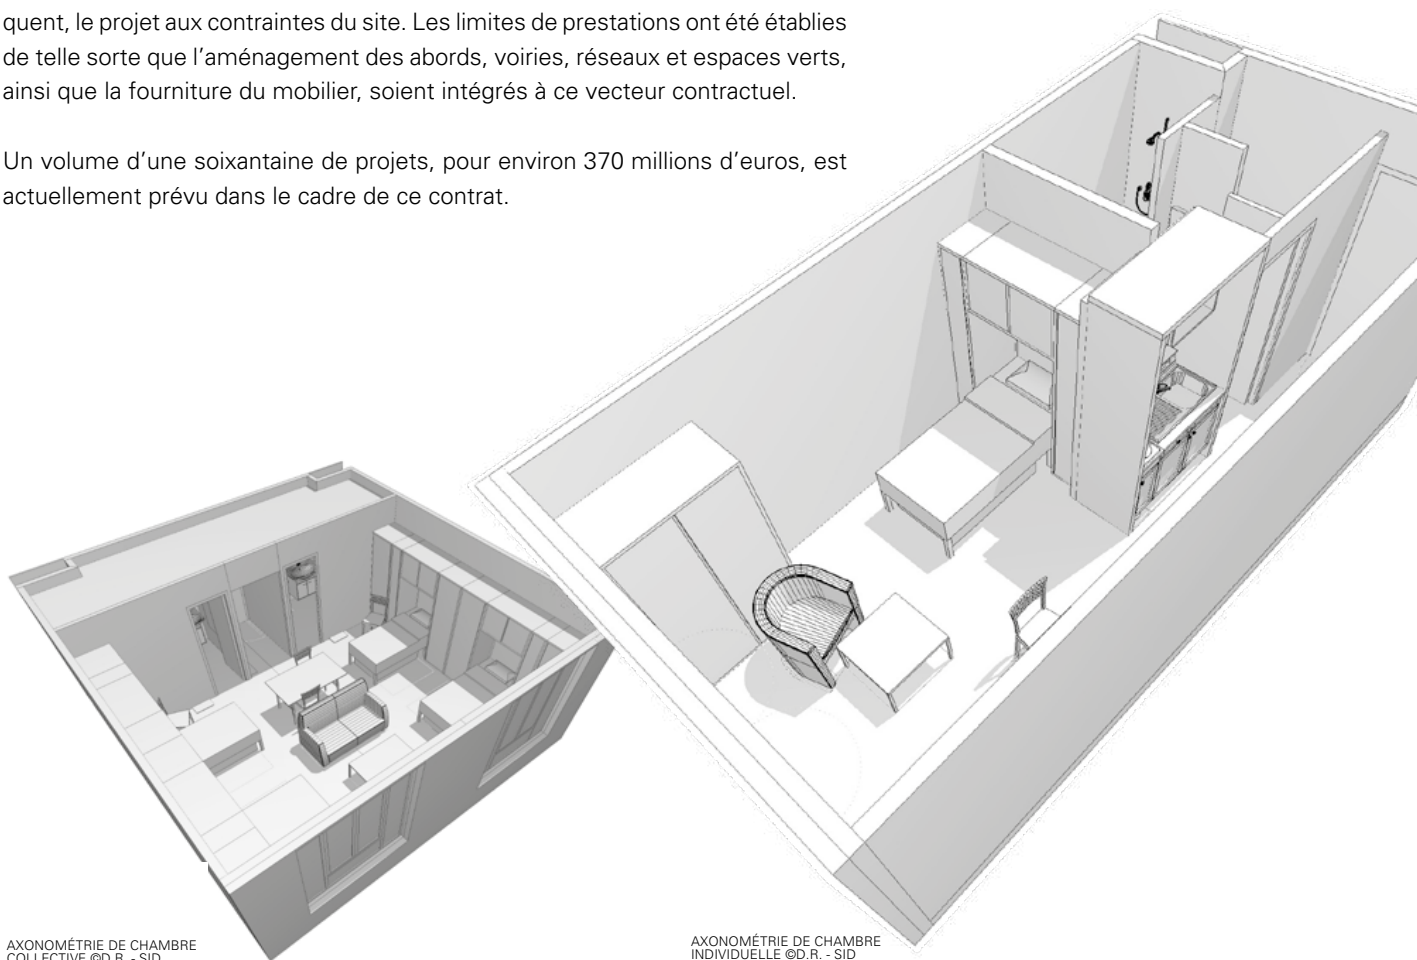 quent, le projet aux contraintes du site. Les limites de prestations ont été établies
de telle sorte que l’aménagement des abords, voiries, réseaux et espaces verts,
ainsi que la fourniture du mobilier, soient intégrés à ce vecteur contractuel.
Un volume d’une soixantaine de projets, pour environ 370 millions d’euros, est
actuellement prévu dans le cadre de ce contrat.
AXONOMÉTRIE DE CHAMBRE
COLLECTIVE ©D.R. - SID
AXONOMÉTRIE DE CHAMBRE
INDIVIDUELLE ©D.R. - SID